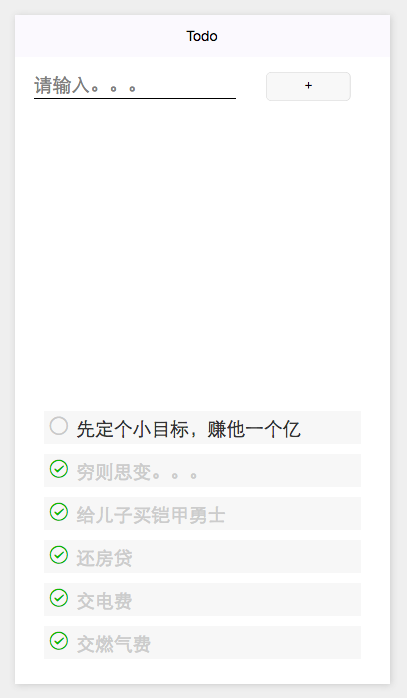 Todo
请输入。。。
+
先定个小目标，赚他一个亿
穷则思变。。。
给儿子买铠甲勇士
还房贷
交电费
交燃气费